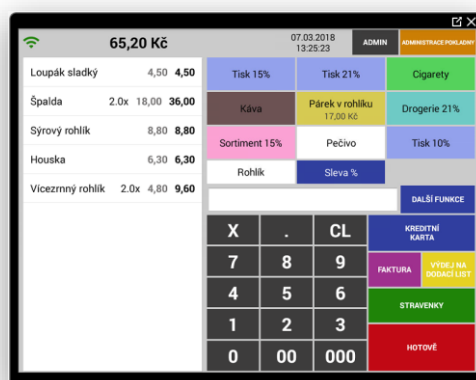 65,20 Kč
07.03.2018
13:25:23
ADMIN
ADMINISTRACE POKLADNY
Loupák sladký 4,50 4,50
Špalda 2.0x 18,00 36,00
Sýrový rohlík 8,80 8,80
Houska 6,30 6,30
Vícezrnný rohlík 2.0x 4,80 9,60
Tisk 15% Tisk 21% Cigarety
Káva Párek v rohlíku Drogerie 21%
17,00 Kč
Sortiment 15% Pečivo Tisk 10%
Rohlík Sleva %
DALŠÍ FUNKCE
X . CL
7 8 9
4 5 6
1 2 3
0 00 000
KREDITNÍ
KARTA
FAKTURA
VÝDEJ NA
DODACÍ LIST
STRAVENKY
HOTOVĚ